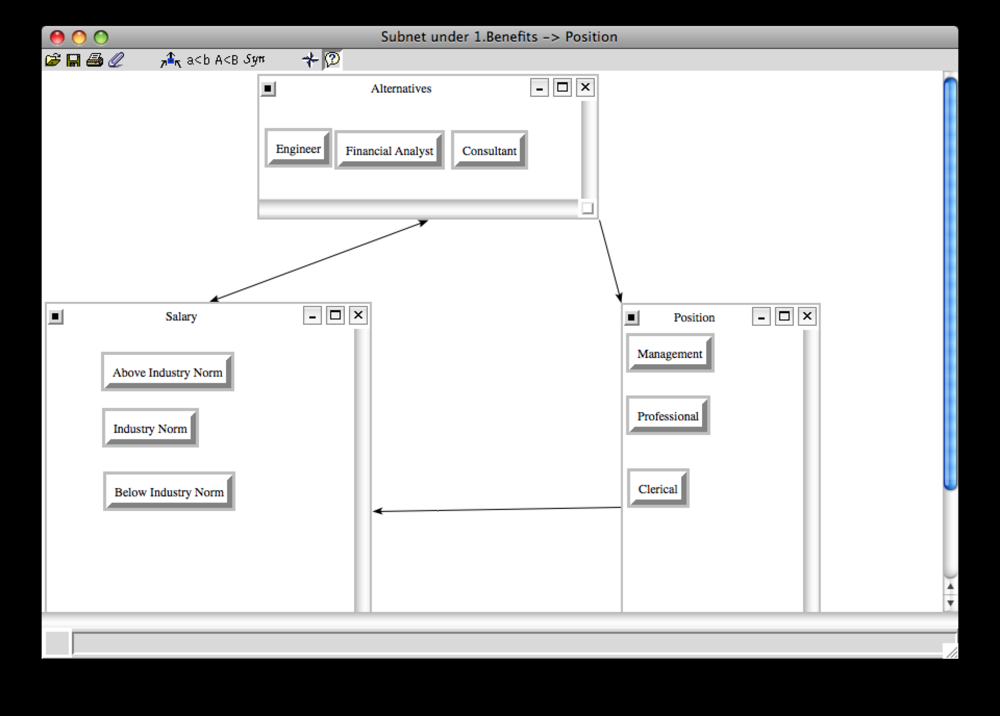 Subnet under 1.Benefits -> Position
a<b A<B Syn
Alternatives
Engineer
Financial Analyst
Consultant
Salary
Above Industry Norm
Industry Norm
Below Industry Norm
Position
Management
Professional
Clerical